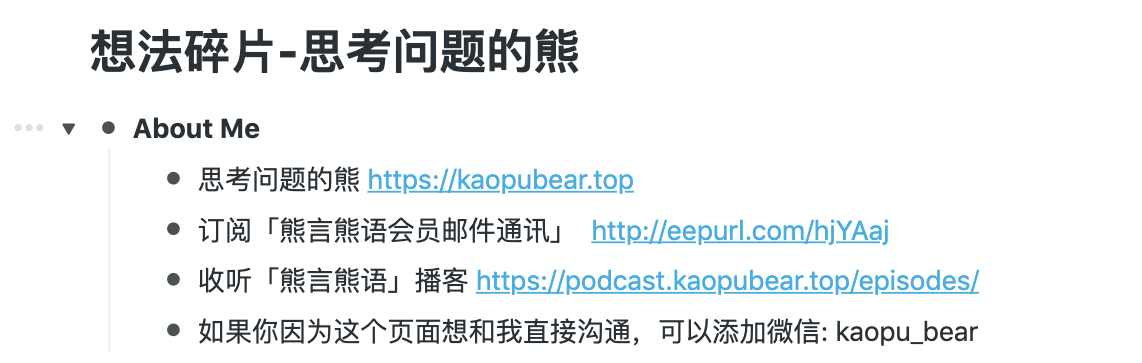 想法碎片-思考问题的熊
About Me
思考问题的熊 https://kaopubear.top
订阅「熊言熊语会员邮件通讯」 http://eepurl.com/hjYAaj
收听「熊言熊语」播客 https://podcast.kaopubear.top/episodes/
如果你因为这个页面想和我直接沟通，可以添加微信: kaopu_bear